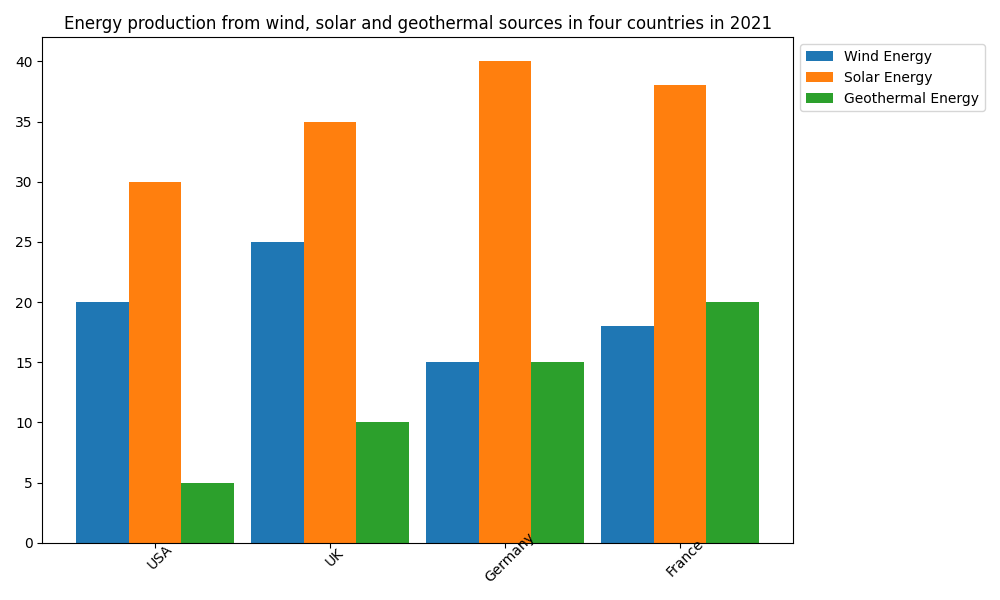 Energy production from wind, solar and geothermal sources in four countries in 2021
Wind Energy
Solar Energy
Geothermal Energy
40
35
30
25
20
15
10
5
0
USA
UK
Germany
France